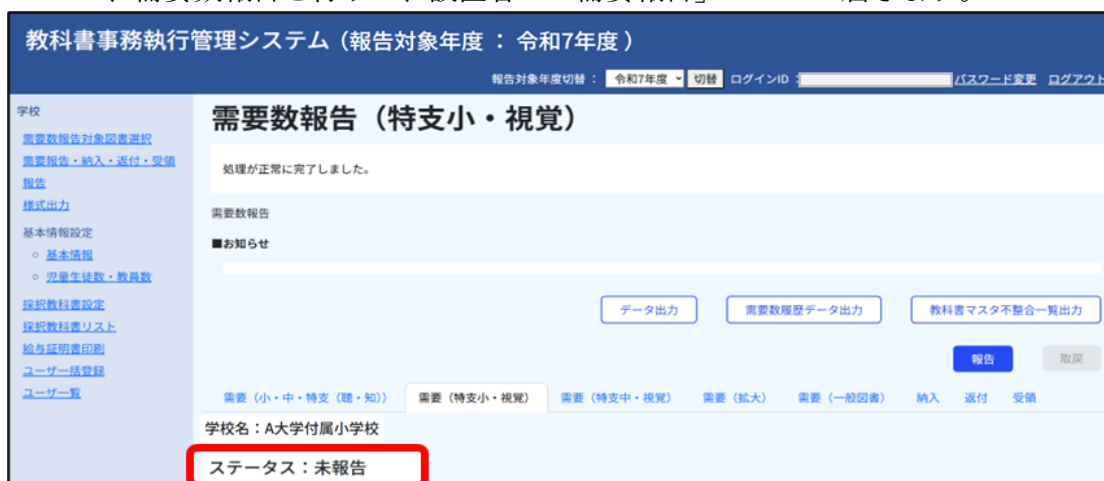 教科書事務執行管理システム（報告対象年度 ： 令和7年度 ）
報告対象年度切替 ： 令和7年度 切替 ログインID ： パスワード変更 ログアウト
学校
需要数報告対象図書選択
需要報告・納入・返付・受領
報告
様式出力
基本情報設定
基本情報
児童生徒数・教員数
採択教科書設定
採択教科書リスト
給与証明書印刷
ユーザー括登録
ユーザー覧
需要数報告（特支小・視覚）
処理が正常に完了しました。
需要数報告
■お知らせ
データ出力 需要数履歴データ出力 教科書マスタ不整合一覧出力
報告 取戻
需要（小・中・特支（聴・知）） 需要（特支小・視覚） 需要（特支中・視覚） 需要（拡大） 需要（一般図書） 納入 返付 受領
学校名：A大学付属小学校
ステータス：未報告